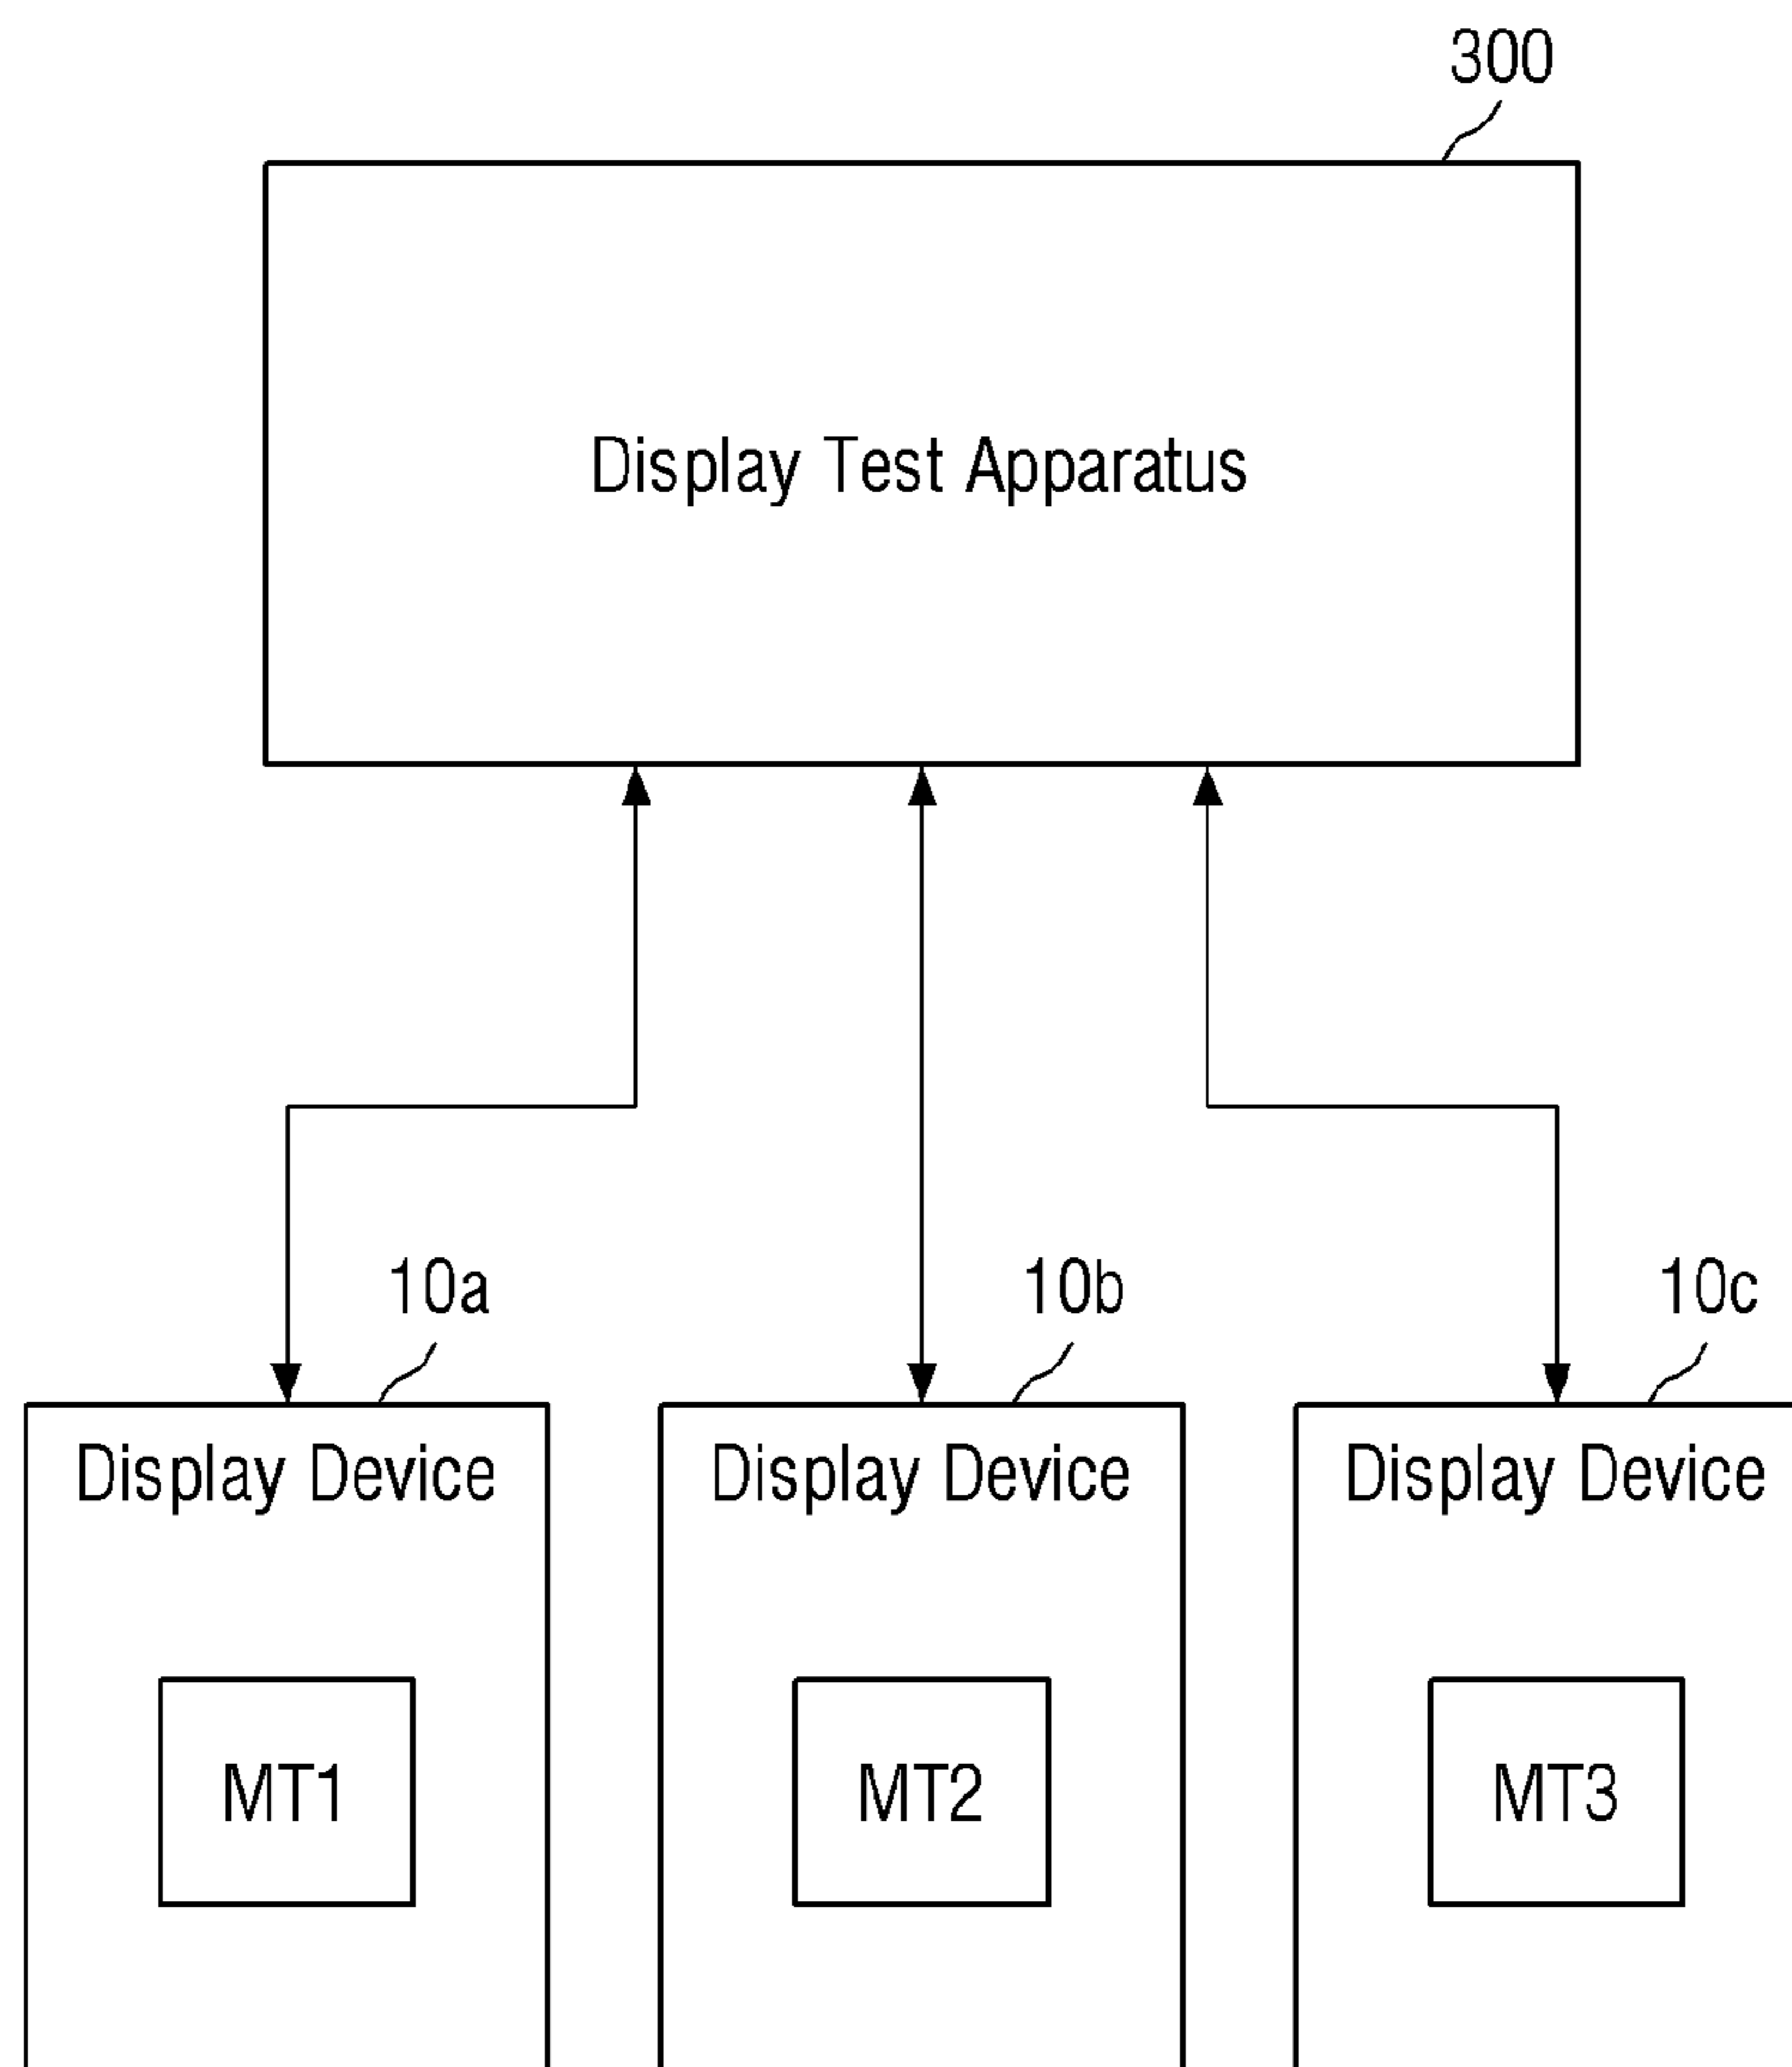 300
Display Test Apparatus
10a
10b
10c
Display Device
Display Device
Display Device
MT1
MT2
MT3